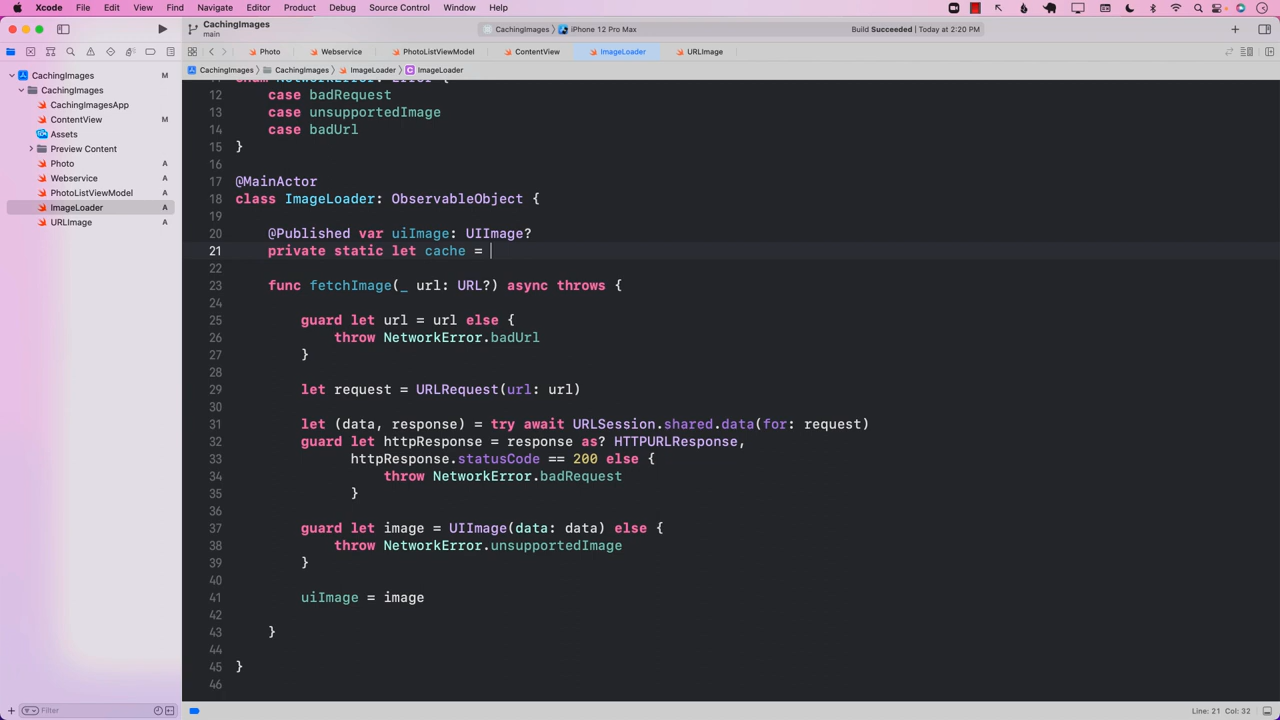 Xcode File Edit View Find Navigate Editor Product Debug Source Control Window Help
CachingImages
main
CachingImages
iPhone 12 Pro Max
Build Succeeded | Today at 2:20 PM
Photo
Webservice
PhotoListViewModel
ContentView
ImageLoader
URLImage
CachingImages
CachingImages
ImageLoader
ImageLoader
CachingImages M
CachingImages
CachingImagesApp
ContentView M
Assets
Preview Content
Photo A
Webservice A
PhotoListViewModel A
ImageLoader A
URLImage A
12 case badRequest
13 case unsupportedImage
14 case badUrl
15 }
16
17 @MainActor
18 class ImageLoader: ObservableObject {
19
20 @Published var uiImage: UIImage?
21 private static let cache =
22
23 func fetchImage(_ url: URL?) async throws {
24
25 guard let url = url else {
26 throw NetworkError.badUrl
27 }
28
29 let request = URLRequest(url: url)
30
31 let (data, response) = try await URLSession.shared.data(for: request)
32 guard let httpResponse = response as? HTTPURLResponse,
33 httpResponse.statusCode == 200 else {
34 throw NetworkError.badRequest
35 }
36
37 guard let image = UIImage(data: data) else {
38 throw NetworkError.unsupportedImage
39 }
40
41 uiImage = image
42
43 }
44
45 }
46
Filter
Line: 21 Col: 32